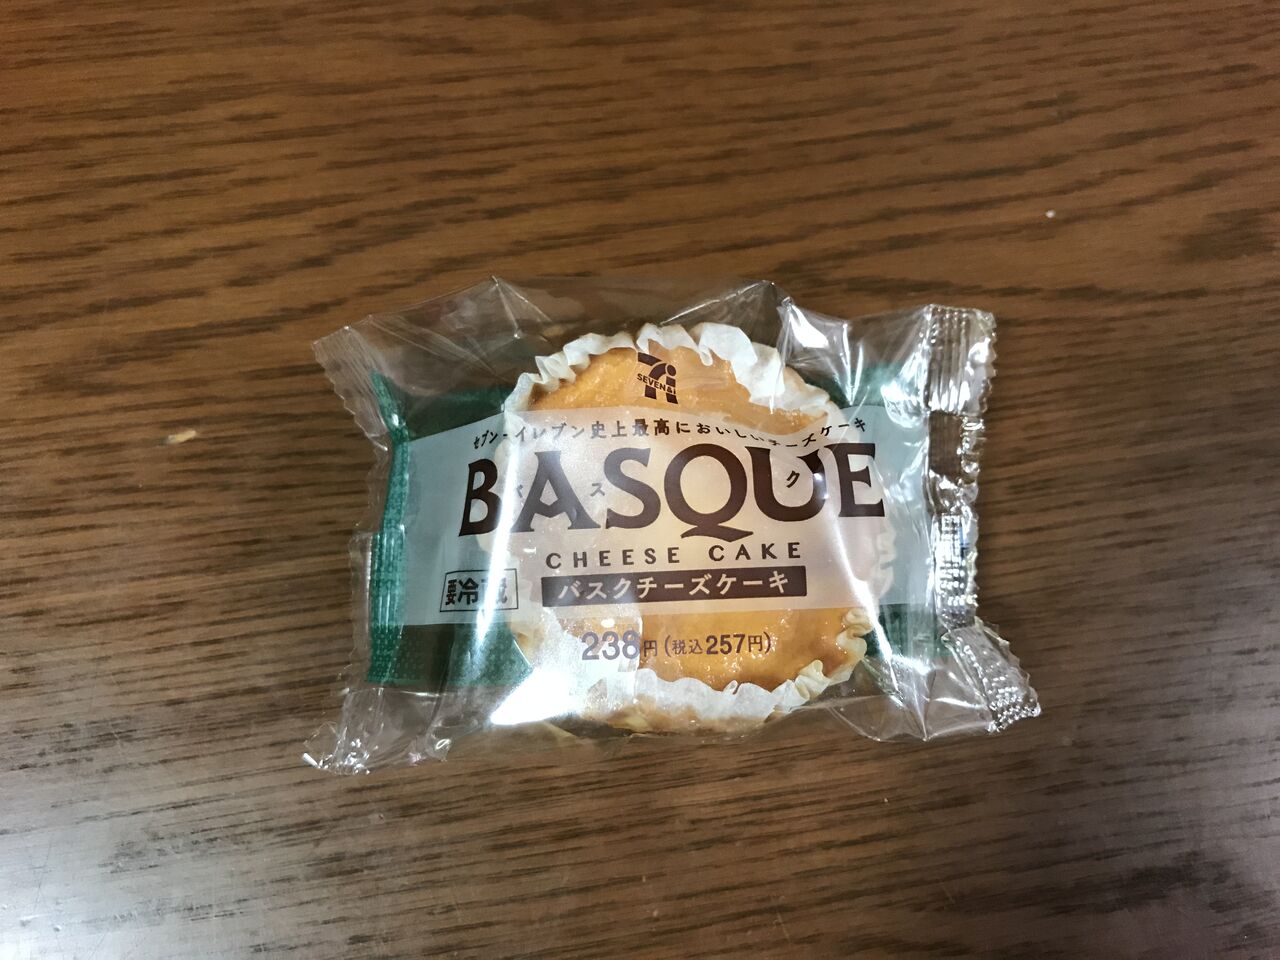 SEVEN&i
セブン-イレブン史上最高においしいチーズケーキ
BASQUE
バスク
CHEESE CAKE
要冷蔵
バスクチーズケーキ
238円(税込257円)